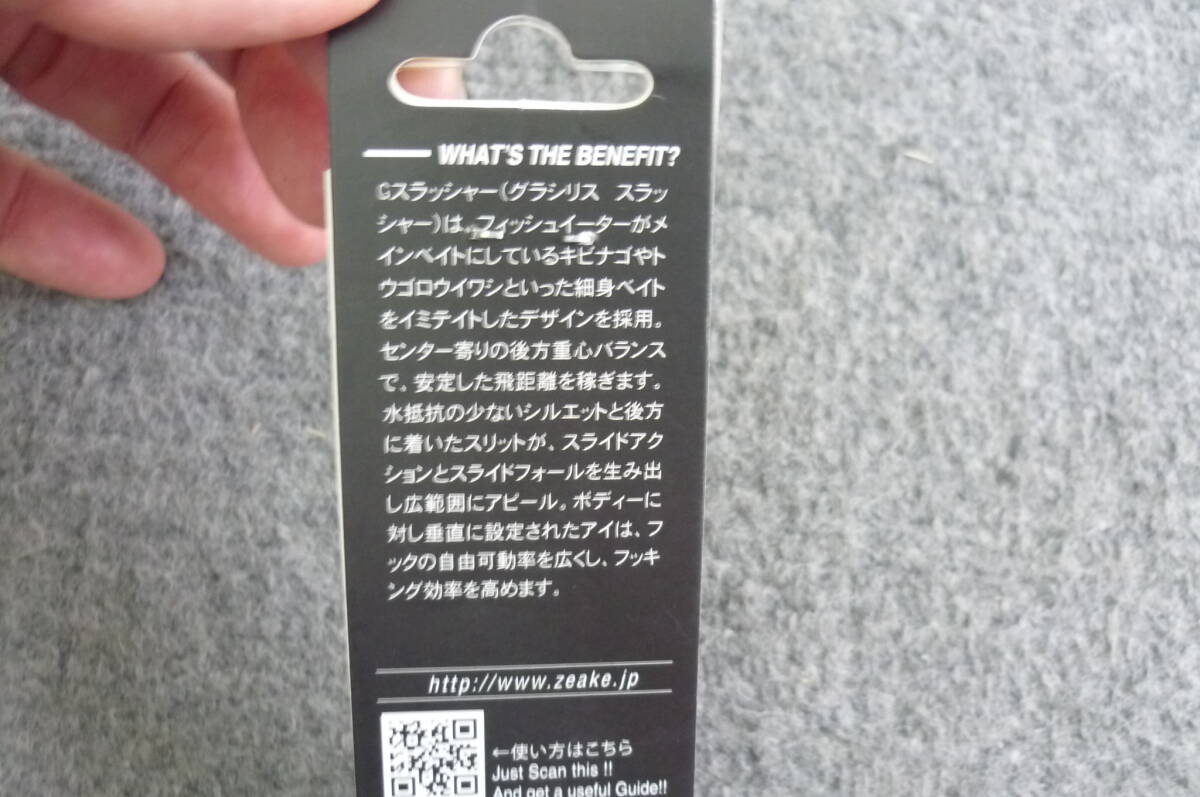 WHAT'S THE BENEFIT?
Gスラッシャー(グラシリス スラッ
シャー)は、フィッシュイーターがメ
インベイトにしているキビナゴやト
ウゴロウイワシといった細身ベイト
をイミテイトしたデザインを採用。
センター寄りの後方重心バランス
で、安定した飛距離を稼ぎます。
水抵抗の少ないシルエットと後方
に着いたスリットが、スライドアク
ションとスライドフォールを生み出
し広範囲にアピール。ボディーに
対し垂直に設定されたアイは、フ
ックの自由可動率を広くし、フッキ
ング効率を高めます。
http://www.zeake.jp
←使い方はこちら
Just Scan this !!
And get a useful Guide!!